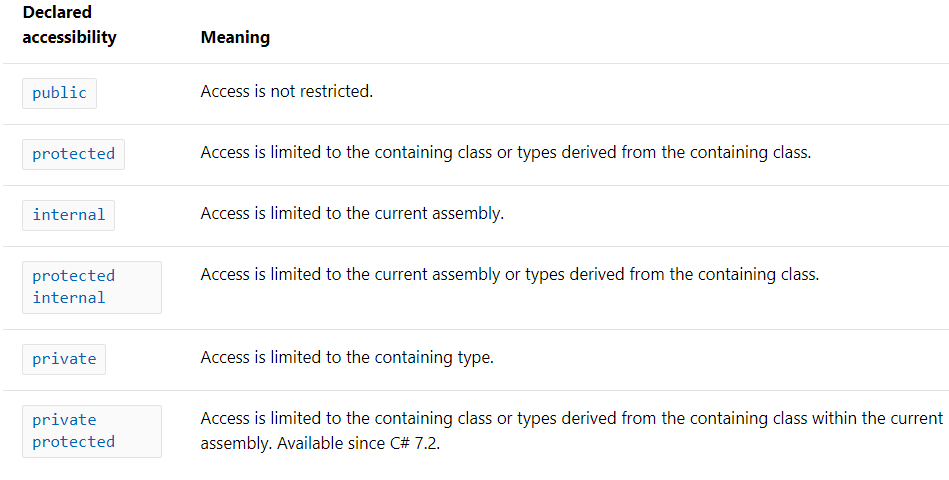 Declared
accessibility Meaning
public Access is not restricted.
protected Access is limited to the containing class or types derived from the containing class.
internal Access is limited to the current assembly.
protected
internal
Access is limited to the current assembly or types derived from the containing class.
private Access is limited to the containing type.
private
protected
Access is limited to the containing class or types derived from the containing class within the current
assembly. Available since C# 7.2.